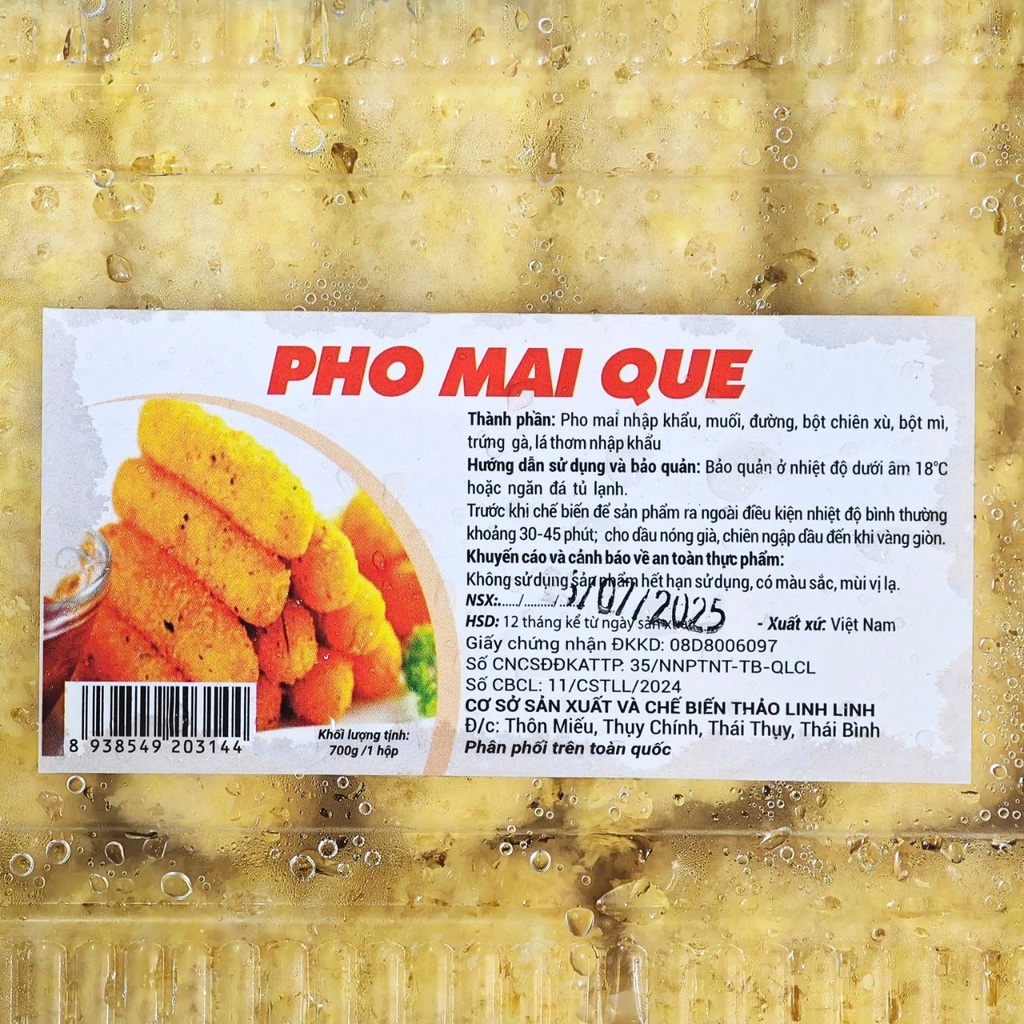 PHO MAI QUE
Thành phần: Pho mai nhập khẩu, muối, đường, bột chiên xù, bột mì,
trứng gà, lá thơm nhập khẩu
Hướng dẫn sử dụng và bảo quản: Bảo quản ở nhiệt độ dưới âm 18°C
hoặc ngăn đá tủ lạnh.
Trước khi chế biến để sản phẩm ra ngoài điều kiện nhiệt độ bình thường
khoảng 30-45 phút; cho dầu nóng già, chiên ngập dầu đến khi vàng giòn.
Khuyến cáo và cảnh báo về an toàn thực phẩm:
Không sử dụng sản phẩm hết hạn sử dụng, có màu sắc, mùi vị lạ.
NSX:....../........../.... /07/2025
HSD: 12 tháng kể từ ngày sản xuất - Xuất xứ: Việt Nam
Giấy chứng nhận ĐKKD: 08D8006097
Số CNCSĐĐKATTP: 35/NNPTNT-TB-QLCL
Số CBCL: 11/CSTLL/2024
CƠ SỞ SẢN XUẤT VÀ CHẾ BIẾN THẢO LINH LINH
Đ/c: Thôn Miếu, Thụy Chính, Thái Thụy, Thái Bình
Phân phối trên toàn quốc
Khối lượng tịnh:
700g /1 hộp
8 938549 203144